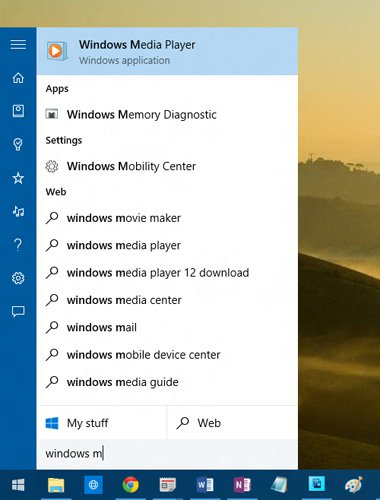 Windows Media Player
Windows application
Apps
Windows Memory Diagnostic
Settings
Windows Mobility Center
Web
windows movie maker
windows media player
windows media player 12 download
windows media center
windows mail
windows mobile device center
windows media guide
My stuff
Web
windows m